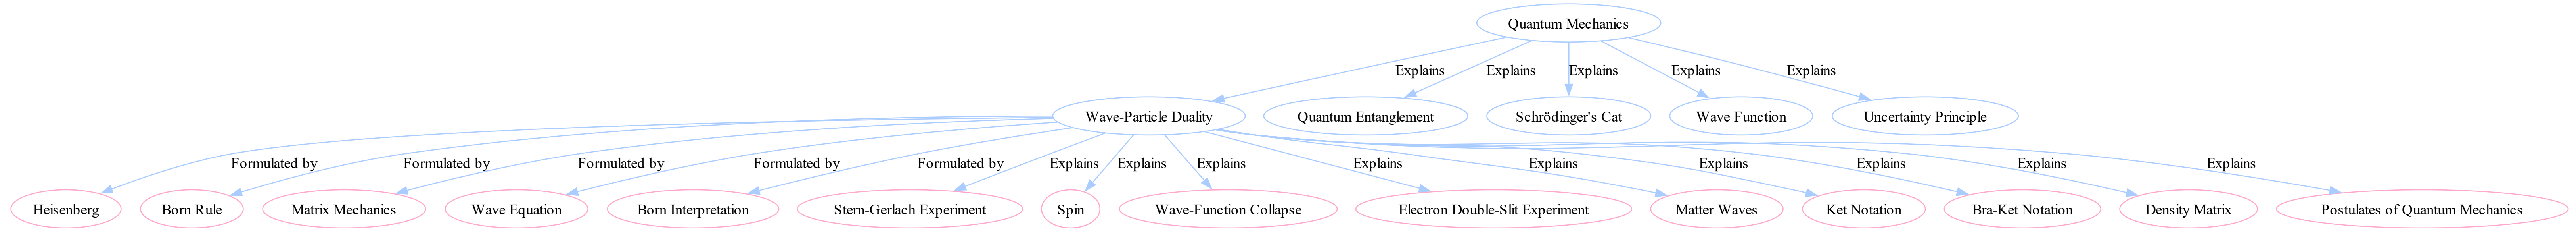 Quantum Mechanics
Explains
Explains
Explains
Explains
Explains
Wave-Particle Duality
Quantum Entanglement
Schrödinger's Cat
Wave Function
Uncertainty Principle
Formulated by
Formulated by
Formulated by
Formulated by
Formulated by
Explains
Explains
Explains
Explains
Explains
Explains
Explains
Explains
Explains
Heisenberg
Born Rule
Matrix Mechanics
Wave Equation
Born Interpretation
Stern-Gerlach Experiment
Spin
Wave-Function Collapse
Electron Double-Slit Experiment
Matter Waves
Ket Notation
Bra-Ket Notation
Density Matrix
Postulates of Quantum Mechanics